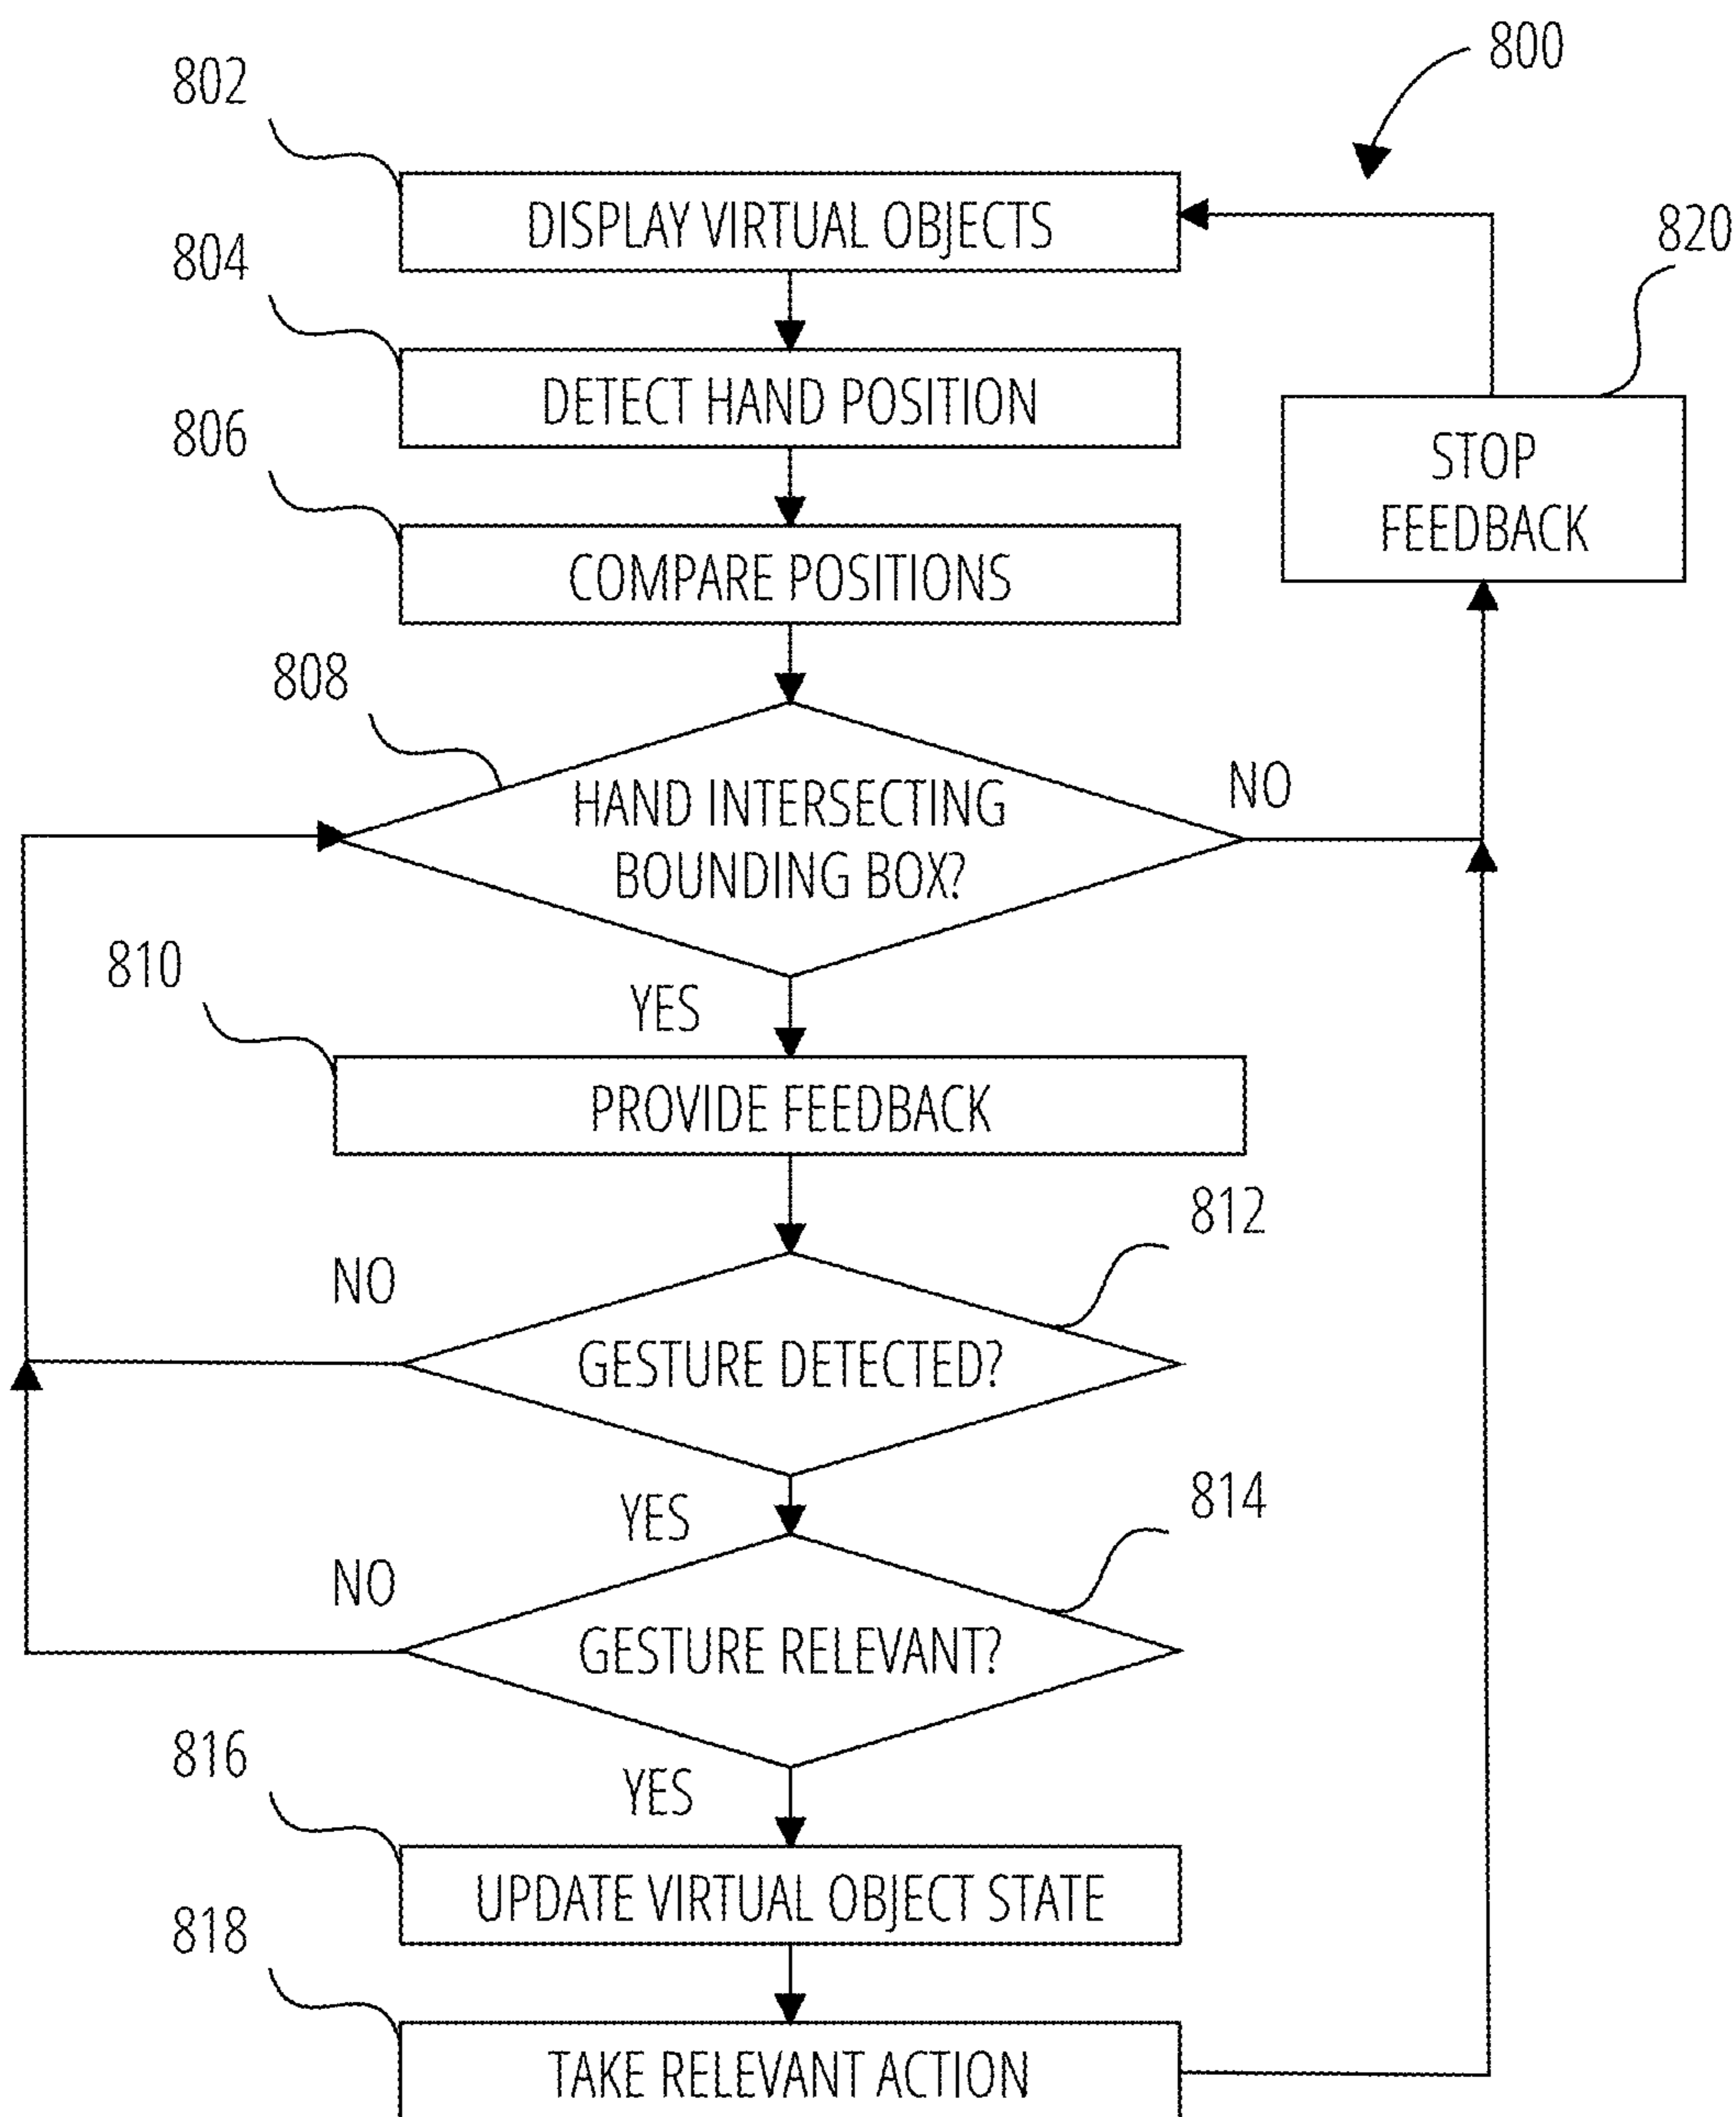 800
802
DISPLAY VIRTUAL OBJECTS
820
804
DETECT HAND POSITION
STOP
FEEDBACK
806
COMPARE POSITIONS
808
HAND INTERSECTING
BOUNDING BOX?
NO
YES
810
PROVIDE FEEDBACK
812
NO
GESTURE DETECTED?
YES
814
NO
GESTURE RELEVANT?
YES
816
UPDATE VIRTUAL OBJECT STATE
818
TAKE RELEVANT ACTION